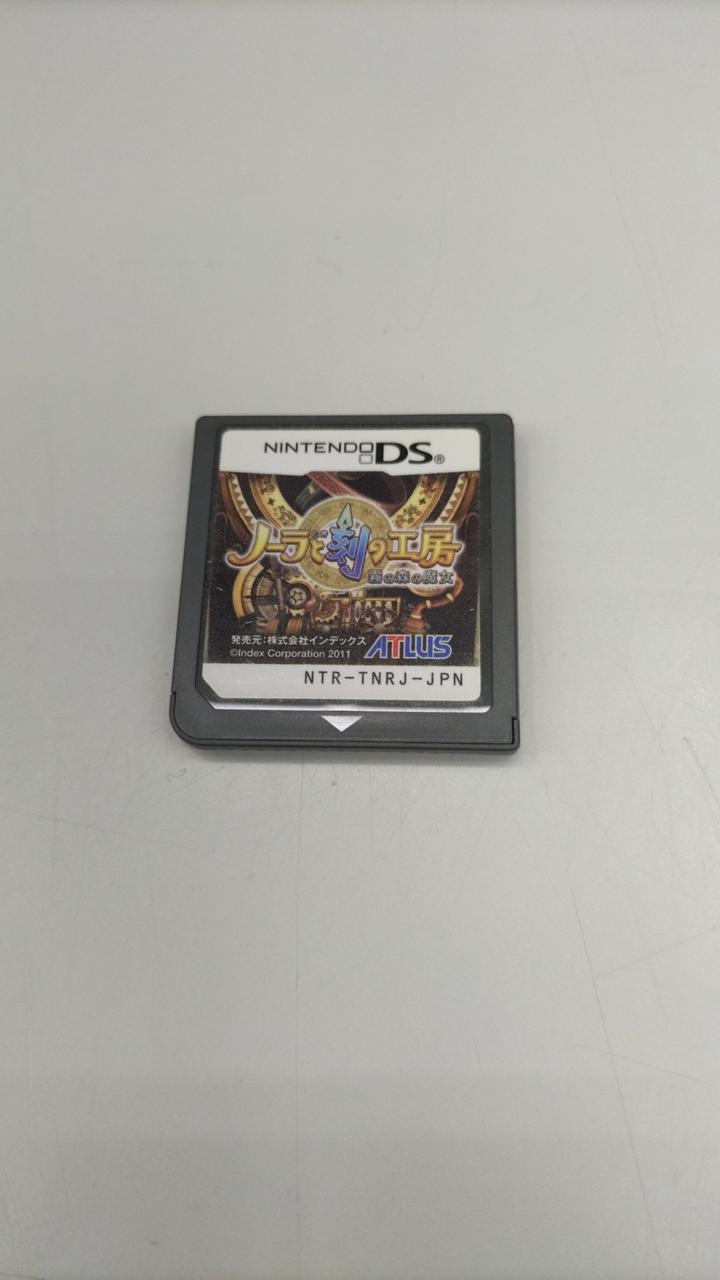 NINTENDO DS®
ノーラと刻の工房
霧の森の魔女
発売元:株式会社インデックス
©Index Corporation 2011
ATLUS
NTR-TNRJ-JPN